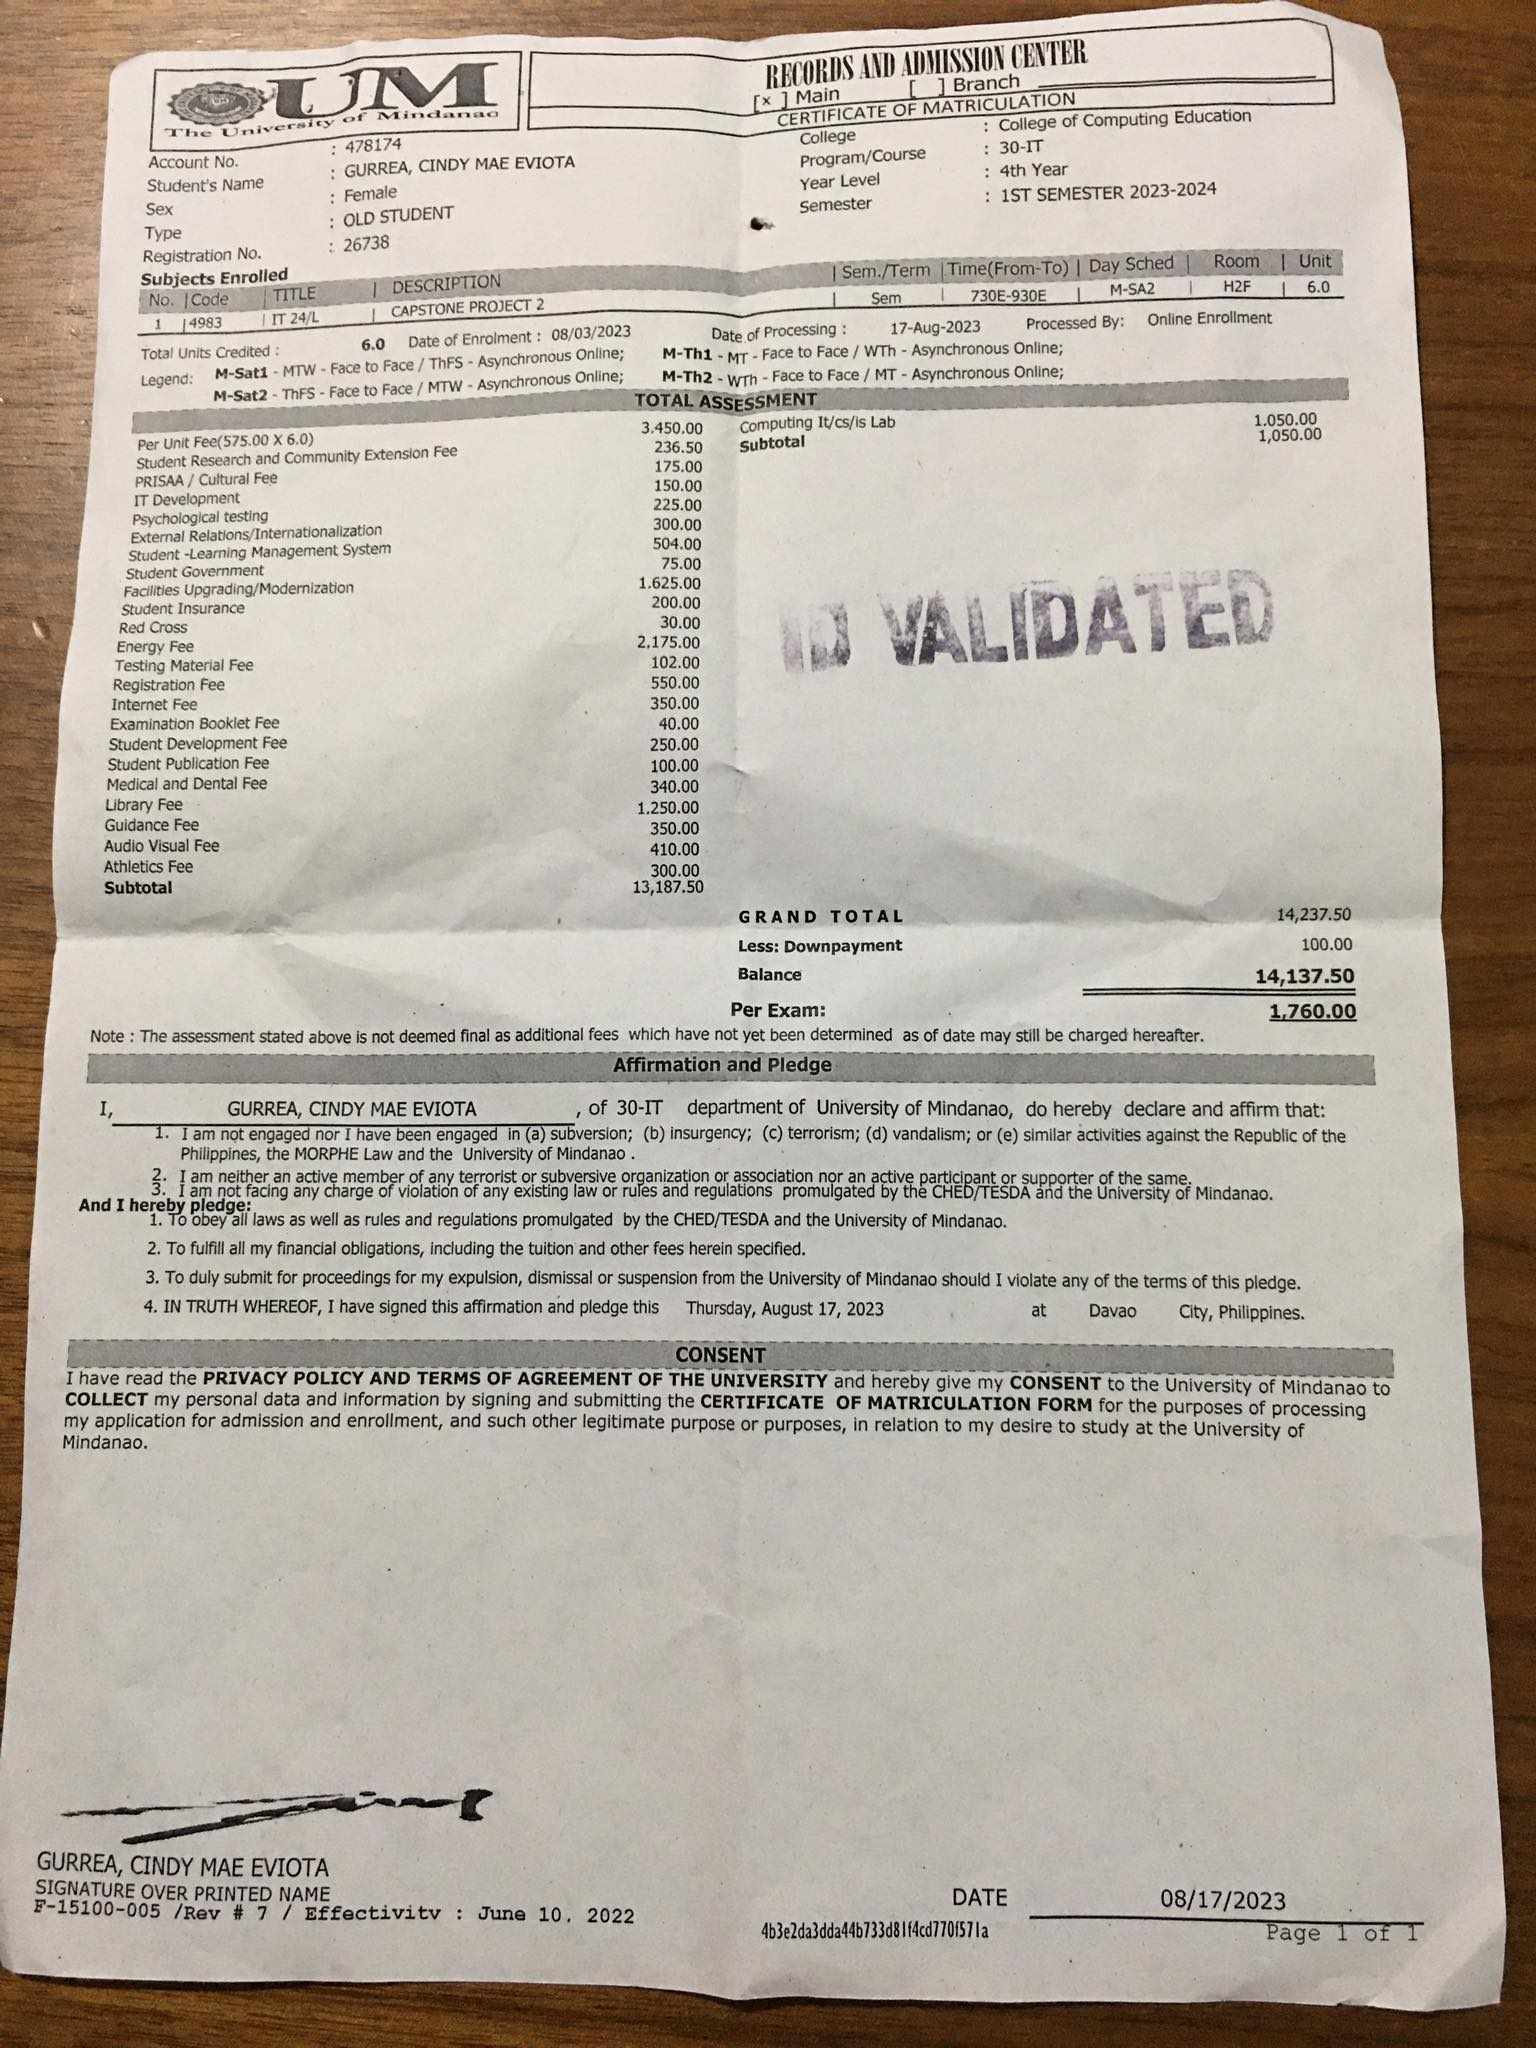 UM
The University of Mindanao
RECORDS AND ADMISSION CENTER
[x ] Main [ ] Branch
CERTIFICATE OF MATRICULATION
Account No. : 478174
Student's Name : GURREA, CINDY MAE EVIOTA
Sex : Female
Type : OLD STUDENT
Registration No. : 26738
College : College of Computing Education
Program/Course : 30-IT
Year Level : 4th Year
Semester : 1ST SEMESTER 2023-2024
Subjects Enrolled
No. | Code | TITLE | DESCRIPTION | Sem./Term | Time(From-To) | Day Sched | Room | Unit
1 | 4983 | IT 24/L | CAPSTONE PROJECT 2 | Sem | 730E-930E | M-SA2 | H2F | 6.0
Total Units Credited : 6.0 Date of Enrolment : 08/03/2023 Date of Processing : 17-Aug-2023 Processed By: Online Enrollment
Legend: M-Sat1 - MTW - Face to Face / ThFS - Asynchronous Online; M-Th1 - MT - Face to Face / WTh - Asynchronous Online;
M-Sat2 - ThFS - Face to Face / MTW - Asynchronous Online; M-Th2 - WTh - Face to Face / MT - Asynchronous Online;
TOTAL ASSESSMENT
Per Unit Fee(575.00 X 6.0) 3.450.00
Student Research and Community Extension Fee 236.50
PRISAA / Cultural Fee 175.00
IT Development 150.00
Psychological testing 225.00
External Relations/Internationalization 300.00
Student -Learning Management System 504.00
Student Government 75.00
Facilities Upgrading/Modernization 1.625.00
Student Insurance 200.00
Red Cross 30.00
Energy Fee 2,175.00
Testing Material Fee 102.00
Registration Fee 550.00
Internet Fee 350.00
Examination Booklet Fee 40.00
Student Development Fee 250.00
Student Publication Fee 100.00
Medical and Dental Fee 340.00
Library Fee 1.250.00
Guidance Fee 350.00
Audio Visual Fee 410.00
Athletics Fee 300.00
Subtotal 13,187.50
Computing It/cs/is Lab 1.050.00
Subtotal 1,050.00
ID VALIDATED
GRAND TOTAL 14,237.50
Less: Downpayment 100.00
Balance 14,137.50
Per Exam: 1,760.00
Note : The assessment stated above is not deemed final as additional fees which have not yet been determined as of date may still be charged hereafter.
Affirmation and Pledge
I, GURREA, CINDY MAE EVIOTA , of 30-IT department of University of Mindanao, do hereby declare and affirm that:
1. I am not engaged nor I have been engaged in (a) subversion; (b) insurgency; (c) terrorism; (d) vandalism; or (e) similar activities against the Republic of the
Philippines, the MORPHE Law and the University of Mindanao .
2. I am neither an active member of any terrorist or subversive organization or association nor an active participant or supporter of the same.
3. I am not facing any charge of violation of any existing law or rules and regulations promulgated by the CHED/TESDA and the University of Mindanao.
And I hereby pledge:
1. To obey all laws as well as rules and regulations promulgated by the CHED/TESDA and the University of Mindanao.
2. To fulfill all my financial obligations, including the tuition and other fees herein specified.
3. To duly submit for proceedings for my expulsion, dismissal or suspension from the University of Mindanao should I violate any of the terms of this pledge.
4. IN TRUTH WHEREOF, I have signed this affirmation and pledge this Thursday, August 17, 2023 at Davao City, Philippines.
CONSENT
I have read the PRIVACY POLICY AND TERMS OF AGREEMENT OF THE UNIVERSITY and hereby give my CONSENT to the University of Mindanao to
COLLECT my personal data and information by signing and submitting the CERTIFICATE OF MATRICULATION FORM for the purposes of processing
my application for admission and enrollment, and such other legitimate purpose or purposes, in relation to my desire to study at the University of
Mindanao.
GURREA, CINDY MAE EVIOTA
SIGNATURE OVER PRINTED NAME
F-15100-005 /Rev # 7 / Effectivity : June 10, 2022
DATE 08/17/2023
4b3e2da3dda44b733d81f4cd770f571a
Page 1 of 1